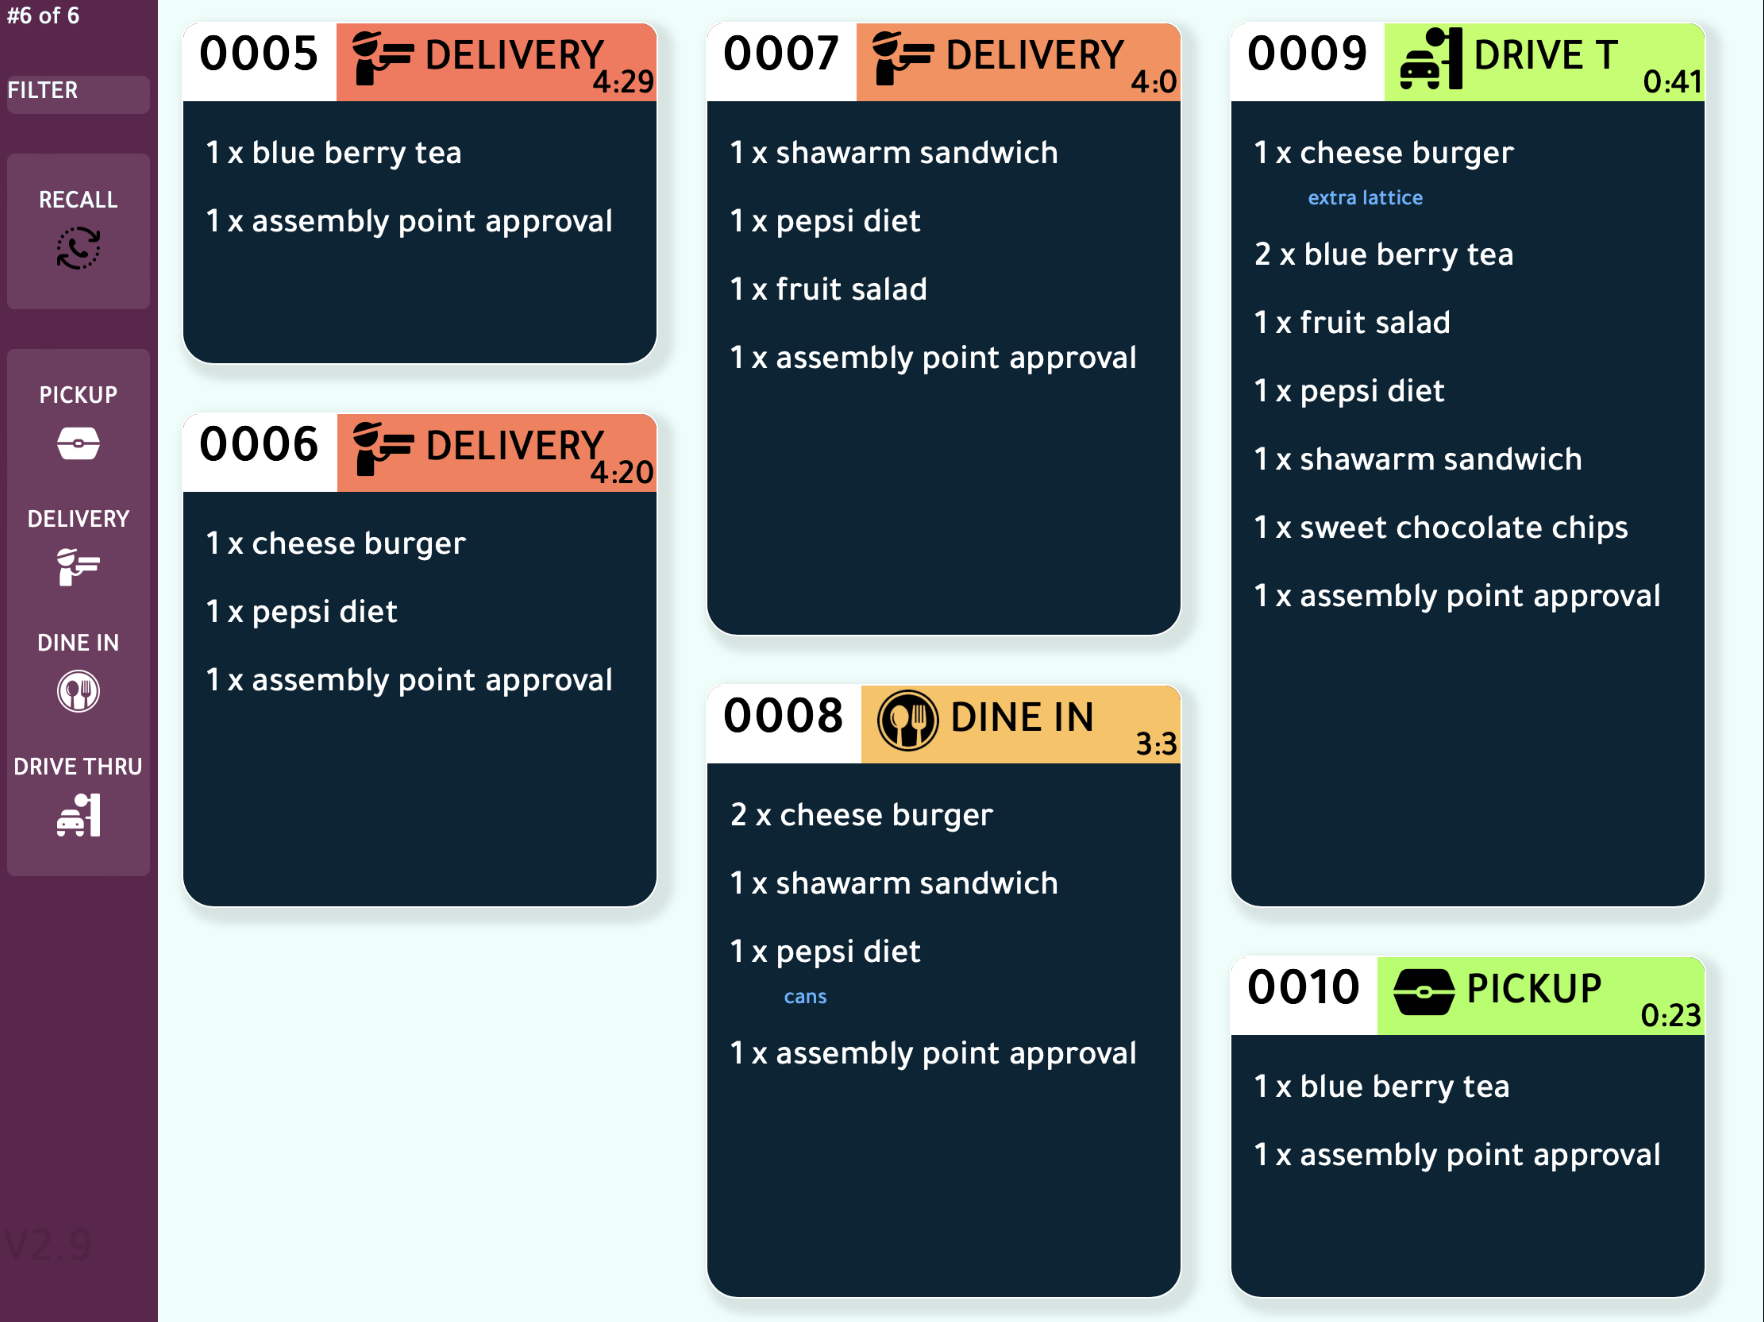 #6 of 6
FILTER
RECALL
PICKUP
DELIVERY
DINE IN
DRIVE THRU
V2.9
0005 DELIVERY 4:29
1 x blue berry tea
1 x assembly point approval
0006 DELIVERY 4:20
1 x cheese burger
1 x pepsi diet
1 x assembly point approval
0007 DELIVERY 4:0
1 x shawarm sandwich
1 x pepsi diet
1 x fruit salad
1 x assembly point approval
0008 DINE IN 3:3
2 x cheese burger
1 x shawarm sandwich
1 x pepsi diet
cans
1 x assembly point approval
0009 DRIVE T 0:41
1 x cheese burger
extra lattice
2 x blue berry tea
1 x fruit salad
1 x pepsi diet
1 x shawarm sandwich
1 x sweet chocolate chips
1 x assembly point approval
0010 PICKUP 0:23
1 x blue berry tea
1 x assembly point approval